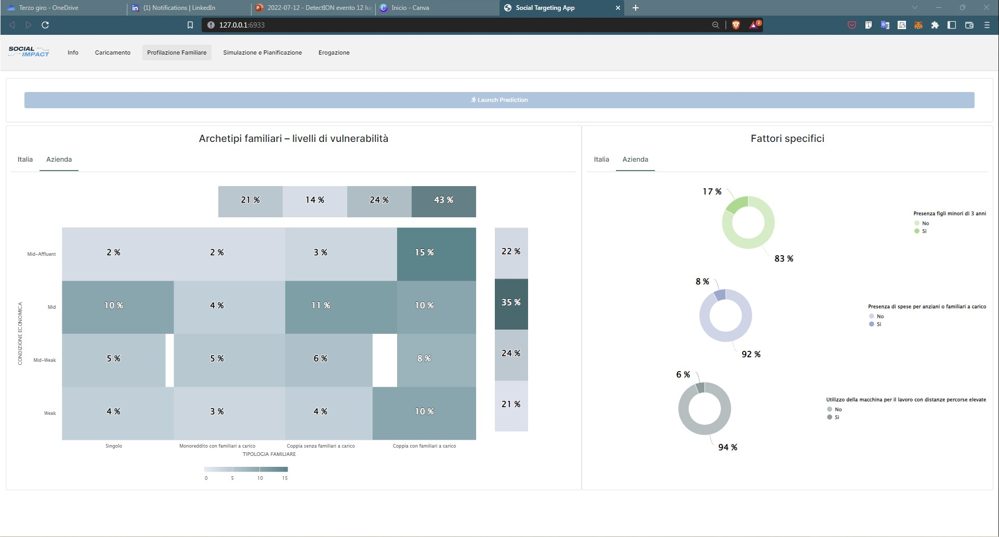 Terzo giro - OneDrive
(1) Notifications | LinkedIn
2022-07-12 - DetectION evento 12 lug
Inicio - Canva
Social Targeting App
127.0.0.1:6933
2
SOCIAL
IMPACT
Info
Caricamento
Profilazione Familiare
Simulazione e Pianificazione
Erogazione
Launch Prediction
Archetipi familiari – livelli di vulnerabilità
Italia
Azienda
21 %
14 %
24 %
43 %
CONDIZIONE ECONOMICA
Mid-Affluent
2 %
2 %
3 %
15 %
22 %
Mid
10 %
4 %
11 %
10 %
35 %
Mid-Weak
5 %
5 %
6 %
8 %
24 %
Weak
4 %
3 %
4 %
10 %
21 %
Singolo
Monoreddito con familiari a carico
Coppia senza familiari a carico
Coppia con familiari a carico
TIPOLOGIA FAMILIARE
0
5
10
15
Fattori specifici
Italia
Azienda
17 %
83 %
Presenza figli minori di 3 anni
No
Si
8 %
92 %
Presenza di spese per anziani o familiari a carico
No
Si
6 %
94 %
Utilizzo della macchina per il lavoro con distanze percorse elevate
No
Si